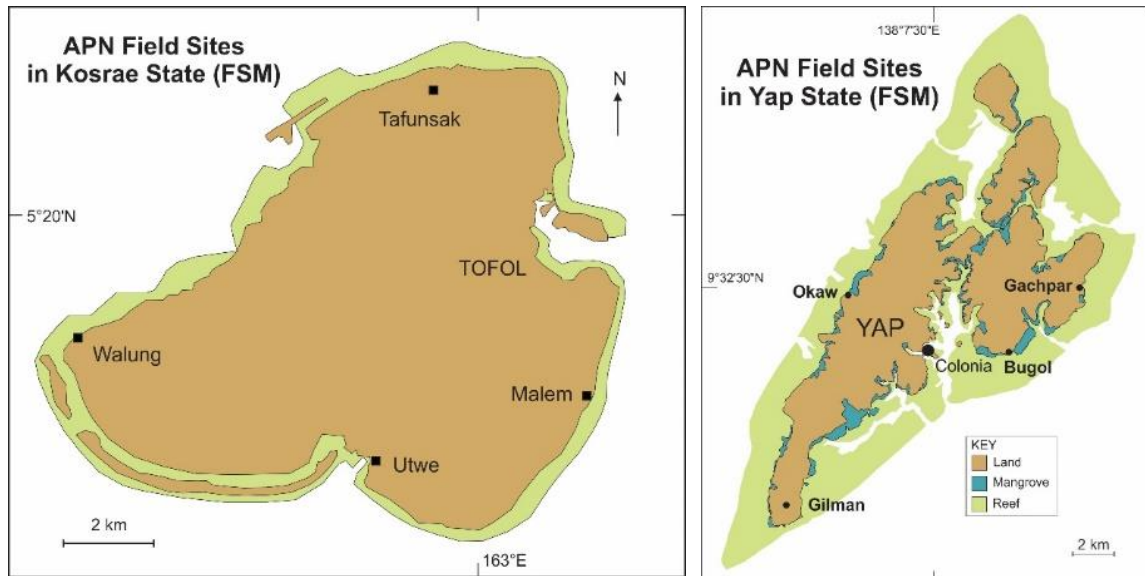 APN Field Sites
in Kosrae State (FSM)
N
Tafunsak
5°20'N
TOFOL
Walung
Malem
Utwe
2 km
163°E
138°7'30"E
APN Field Sites
in Yap State (FSM)
9°32'30"N
Okaw
Gachpar
YAP
Colonia
Bugol
KEY
Land
Mangrove
Reef
Gilman
2 km